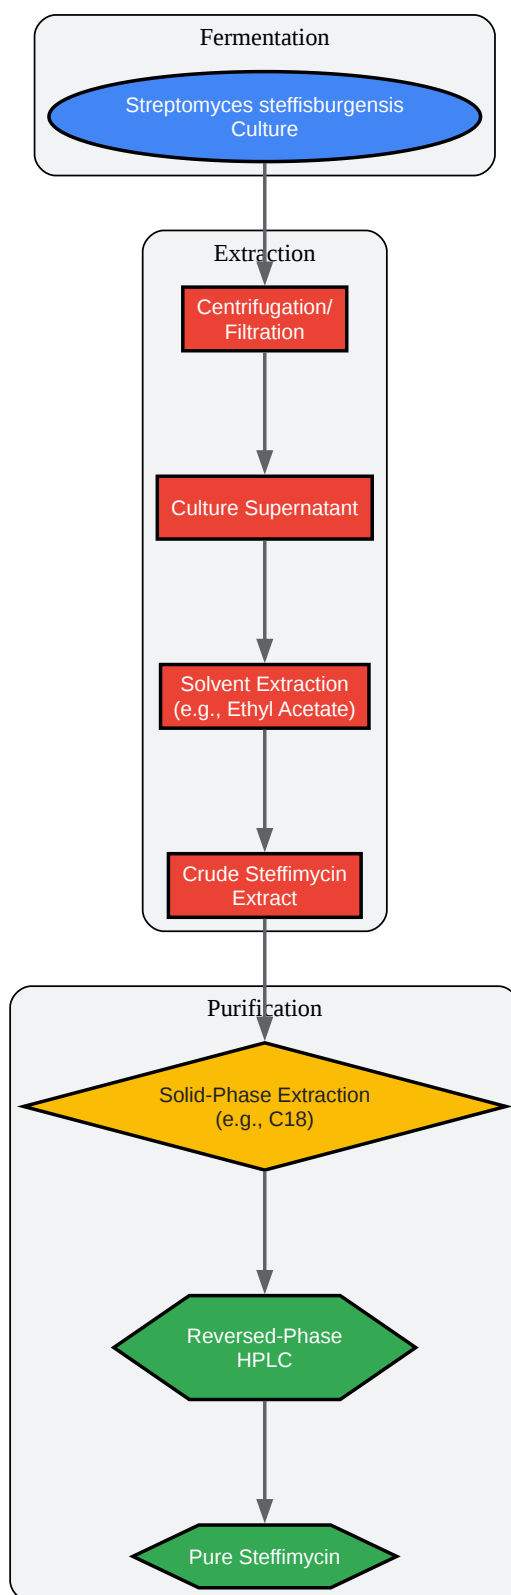 Fermentation
Streptomyces steffisburgensis
Culture
Extraction
Centrifugation/
Filtration
Culture Supernatant
Solvent Extraction
(e.g., Ethyl Acetate)
Crude Steffimycin
Extract
Purification
Solid-Phase Extraction
(e.g., C18)
Reversed-Phase
HPLC
Pure Steffimycin